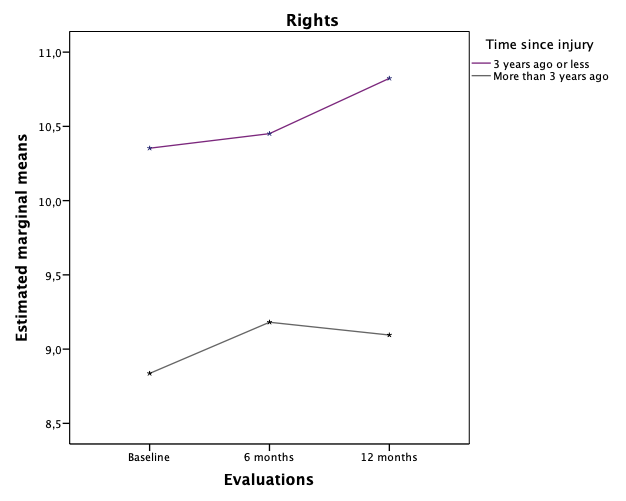 Rights
Time since injury
3 years ago or less
More than 3 years ago
Estimated marginal means
11,0
10,5
10,0
9,5
9,0
8,5
Baseline
6 months
12 months
Evaluations